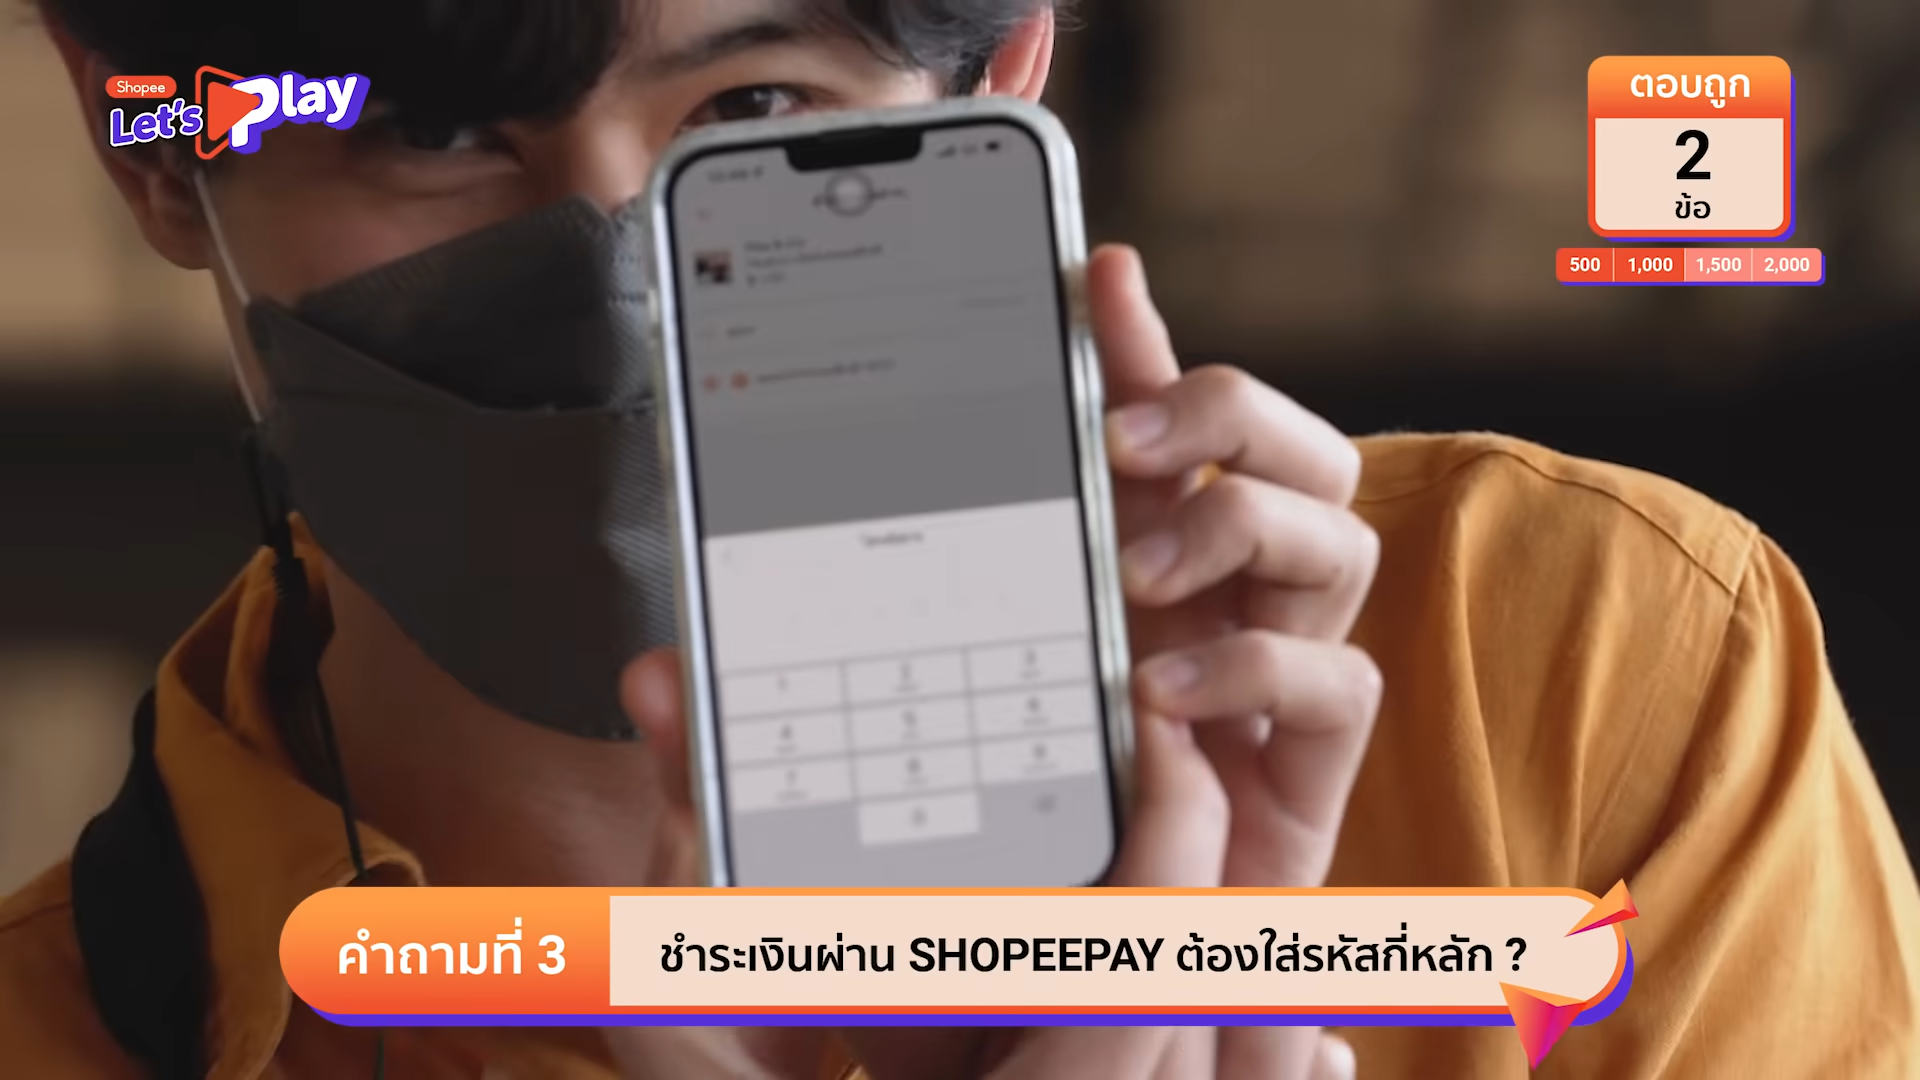 Shopee
Let's Play
ตอบถูก
2
ข้อ
500 1,000 1,500 2,000
คำถามที่ 3
ชำระเงินผ่าน SHOPEEPAY ต้องใส่รหัสกี่หลัก ?